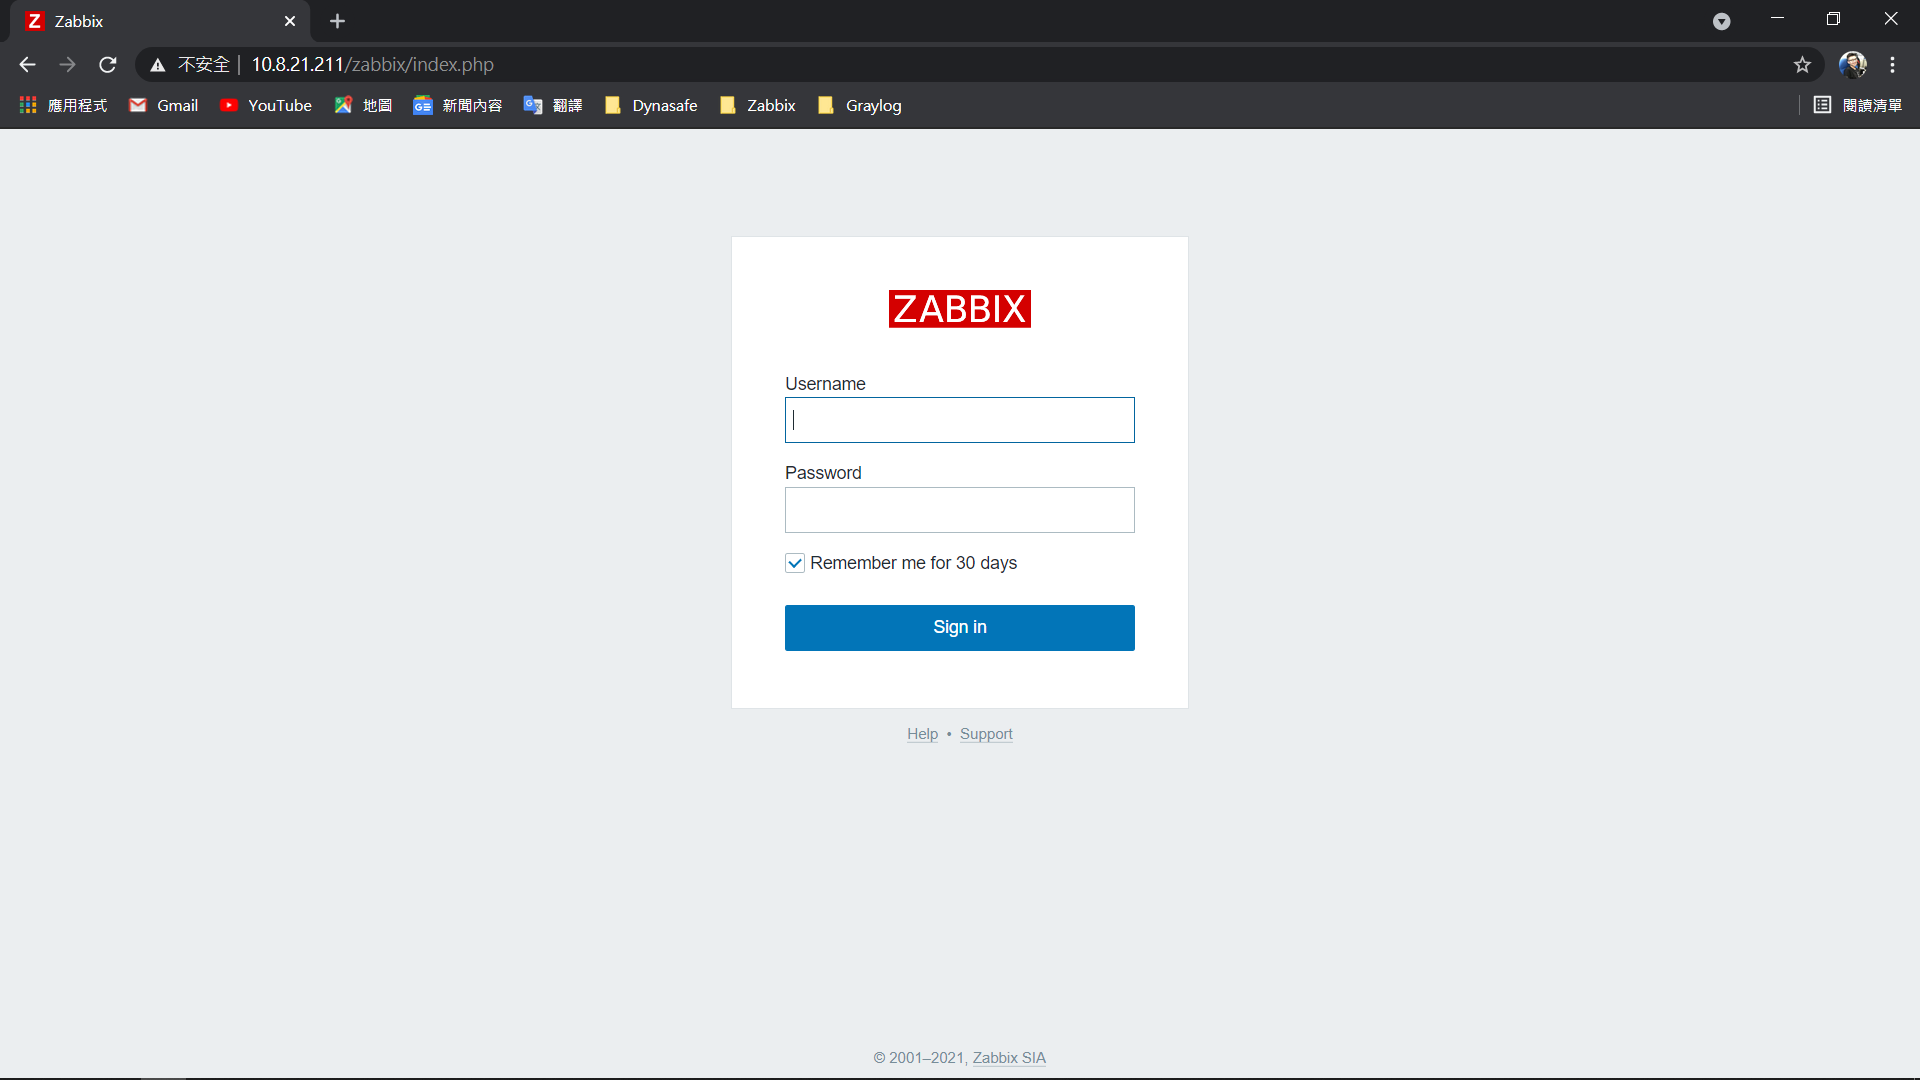 Zabbix
不安全 | 10.8.21.211/zabbix/index.php
應用程式 Gmail YouTube 地圖 新聞內容 翻譯 Dynasafe Zabbix Graylog 閱讀清單
ZABBIX
Username
Password
Remember me for 30 days
Sign in
Help • Support
© 2001–2021, Zabbix SIA